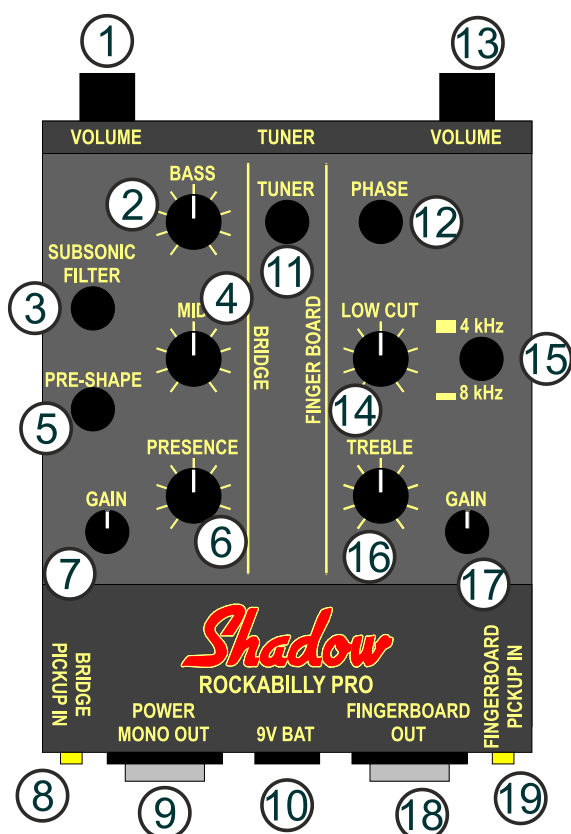 1
13
VOLUME
TUNER
VOLUME
BASS
2
TUNER
PHASE
12
11
SUBSONIC
FILTER
3
4
MID
BRIDGE
FINGER BOARD
LOW CUT
4 kHz
15
8 kHz
14
PRE-SHAPE
5
PRESENCE
6
TREBLE
16
GAIN
7
GAIN
17
Shadow
ROCKABILLY PRO
BRIDGE
PICKUP IN
POWER
MONO OUT
9V BAT
FINGERBOARD
OUT
FINGERBOARD
PICKUP IN
8
9
10
18
19